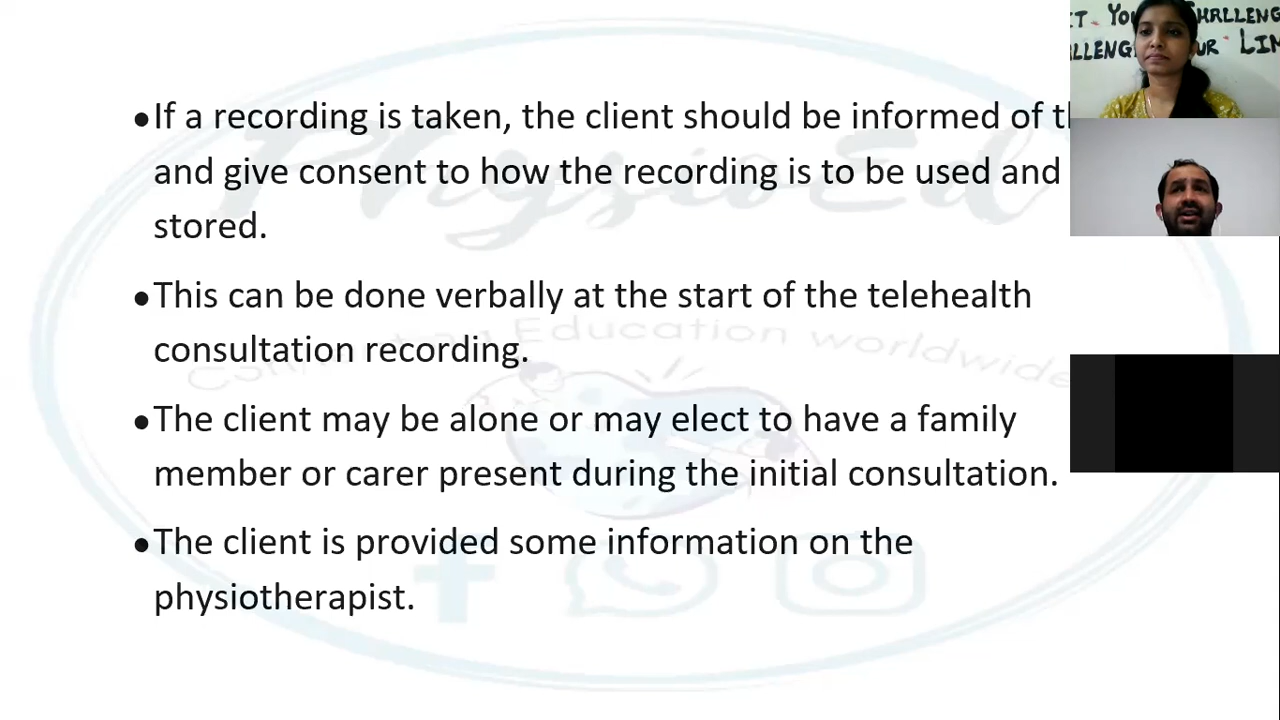 •If a recording is taken, the client should be informed of
and give consent to how the recording is to be used and
stored.
•This can be done verbally at the start of the telehealth
consultation recording.
•The client may be alone or may elect to have a family
member or carer present during the initial consultation.
•The client is provided some information on the
physiotherapist.
PhysioEd
Education worldwide